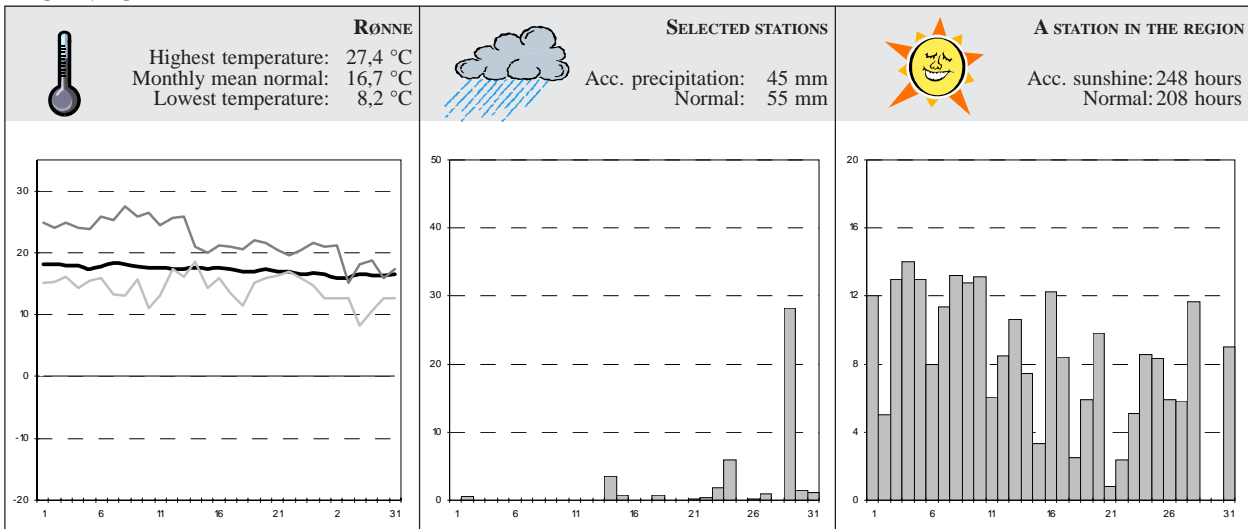 RØNNE
Highest temperature: 27,4 °C
Monthly mean normal: 16,7 °C
Lowest temperature: 8,2 °C
30
20
10
0
-10
-20
1 6 11 16 21 2 31
SELECTED STATIONS
Acc. precipitation: 45 mm
Normal: 55 mm
50
40
30
20
10
0
1 6 11 16 21 26 31
A STATION IN THE REGION
Acc. sunshine: 248 hours
Normal: 208 hours
20
16
12
8
4
0
1 6 11 16 21 26 31